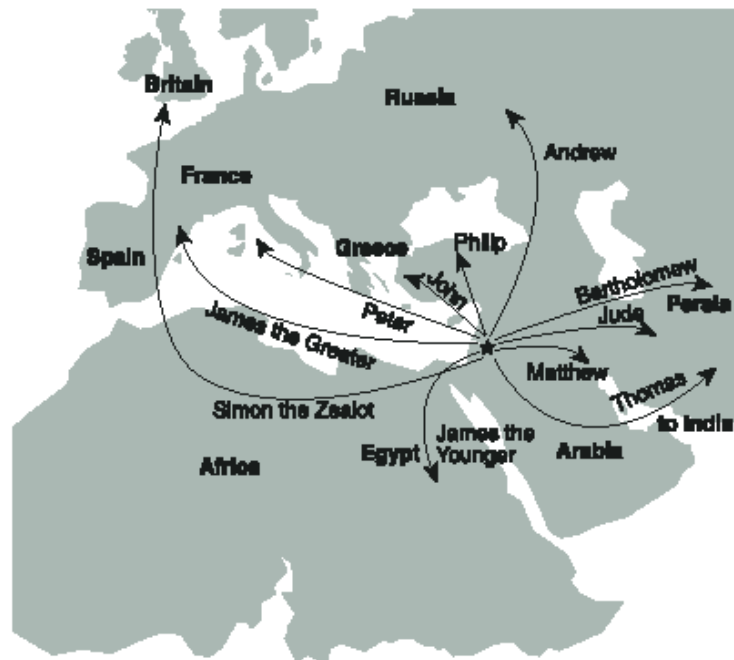 Britain
Russia
Andrew
France
Greece
Philip
Spain
John
Bartholomew
Persia
Peter
Jude
James the Greater
Matthew
Thomas
Simon the Zealot
to India
James the
Younger
Egypt
Arabia
Africa